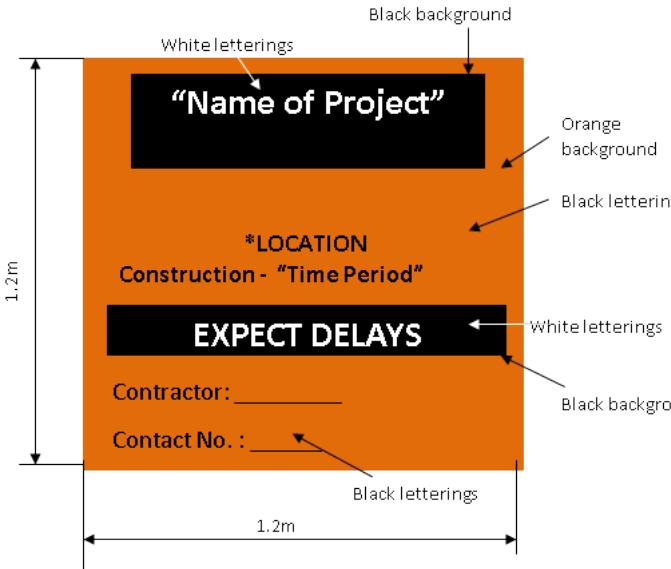 Black background
White letterings
“Name of Project”
Orange
background
Black letterin
*LOCATION
Construction - “Time Period”
1.2m
EXPECT DELAYS
White letterings
Contractor: __________
Black backgro
Contact No. : _______
Black letterings
1.2m